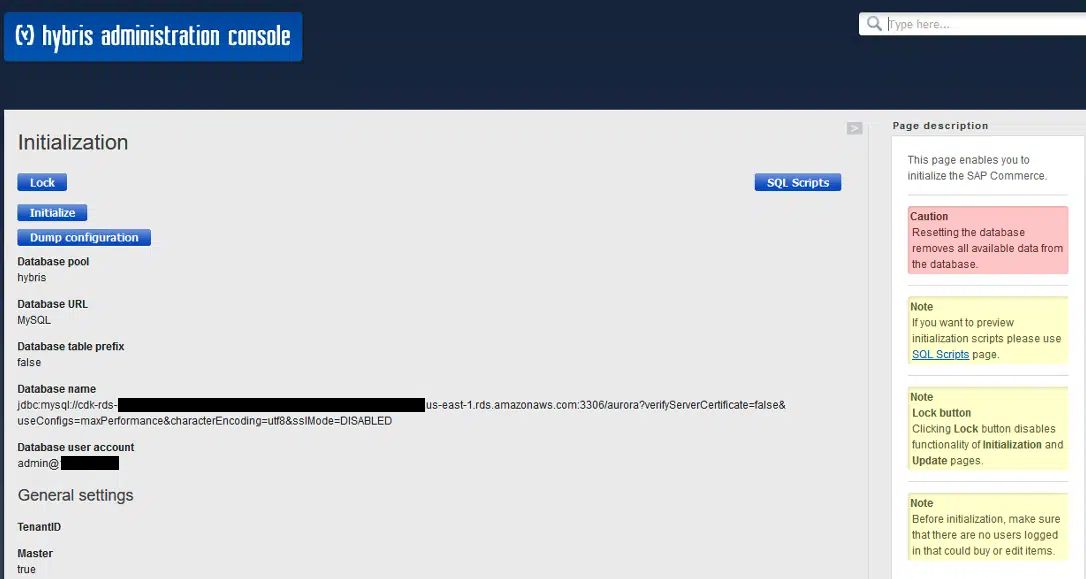 hybris administration console
Type here...
Initialization
Lock
SQL Scripts
Initialize
Dump configuration
Database pool
hybris
Database URL
MySQL
Database table prefix
false
Database name
jdbc:mysql://cdk-rds-
us-east-1.rds.amazonaws.com:3306/aurora?verifyServerCertificate=false&
useConfigs=maxPerformance&characterEncoding=utf8&sslMode=DISABLED
Database user account
admin@
General settings
TenantID
Master
true
>
Page description
This page enables you to
initialize the SAP Commerce.
Caution
Resetting the database
removes all available data from
the database.
Note
If you want to preview
initialization scripts please use
SQL Scripts page.
Note
Lock button
Clicking Lock button disables
functionality of Initialization and
Update pages.
Note
Before initialization, make sure
that there are no users logged
in that could buy or edit items.